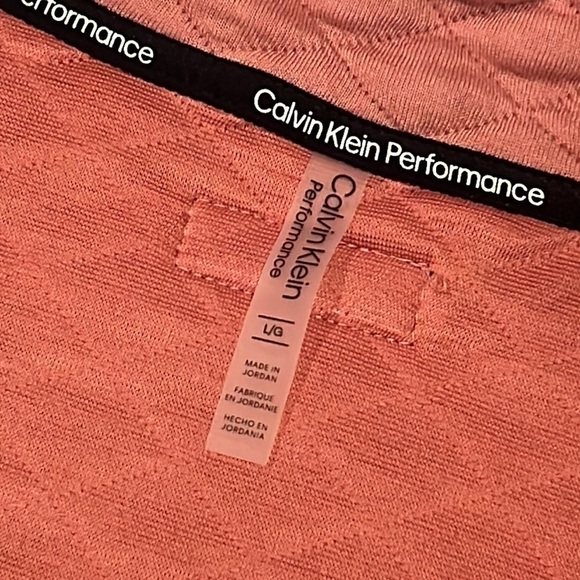 Performance
Calvin Klein Performance
Calvin Klein
Performance
L/G
MADE IN
JORDAN
FABRIQUE
EN JORDANIE
HECHO EN
JORDANIA